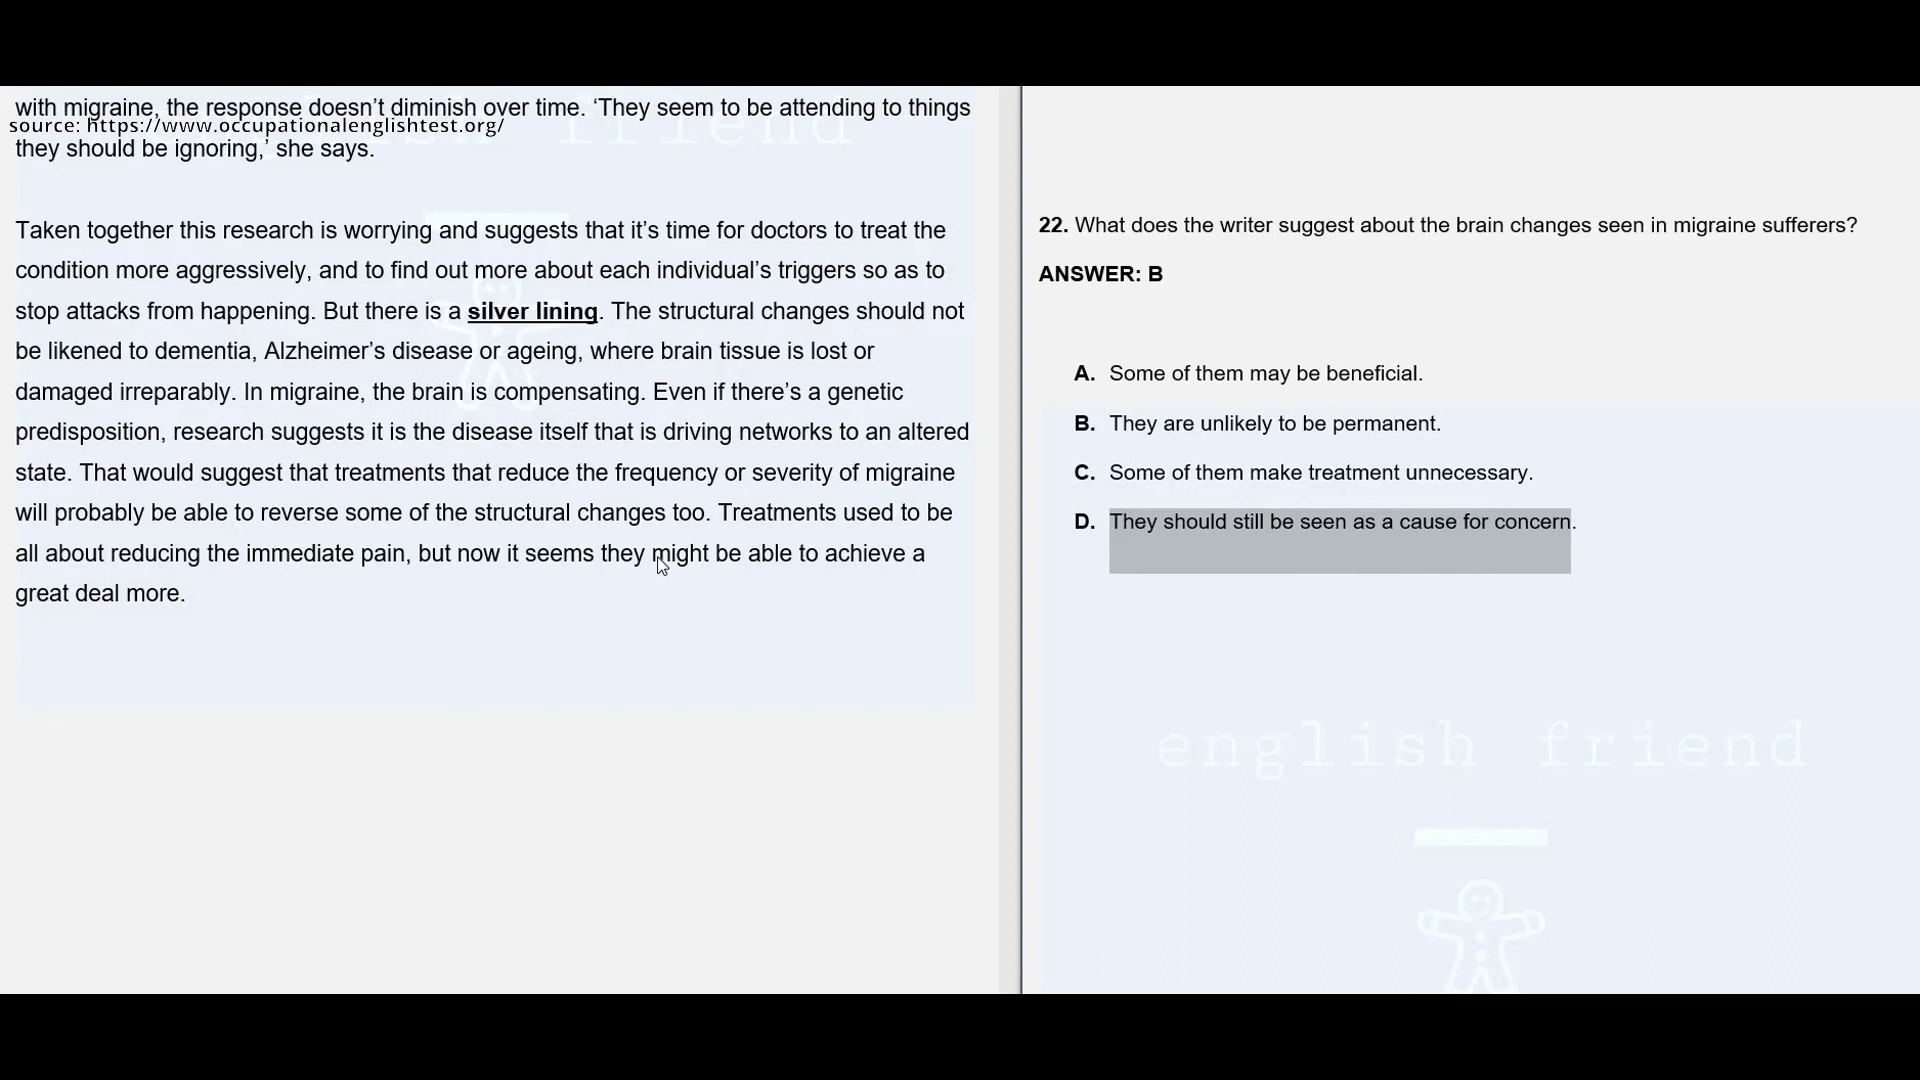 with migraine, the response doesn’t diminish over time. ‘They seem to be attending to things
source: https://www.occupationalenglishtest.org/
friend
they should be ignoring,’ she says.
Taken together this research is worrying and suggests that it’s time for doctors to treat the
condition more aggressively, and to find out more about each individual’s triggers so as to
stop attacks from happening. But there is a silver lining. The structural changes should not
be likened to dementia, Alzheimer’s disease or ageing, where brain tissue is lost or
damaged irreparably. In migraine, the brain is compensating. Even if there’s a genetic
predisposition, research suggests it is the disease itself that is driving networks to an altered
state. That would suggest that treatments that reduce the frequency or severity of migraine
will probably be able to reverse some of the structural changes too. Treatments used to be
all about reducing the immediate pain, but now it seems they might be able to achieve a
great deal more.
22. What does the writer suggest about the brain changes seen in migraine sufferers?
ANSWER: B
A. Some of them may be beneficial.
B. They are unlikely to be permanent.
C. Some of them make treatment unnecessary.
D. They should still be seen as a cause for concern.
english friend